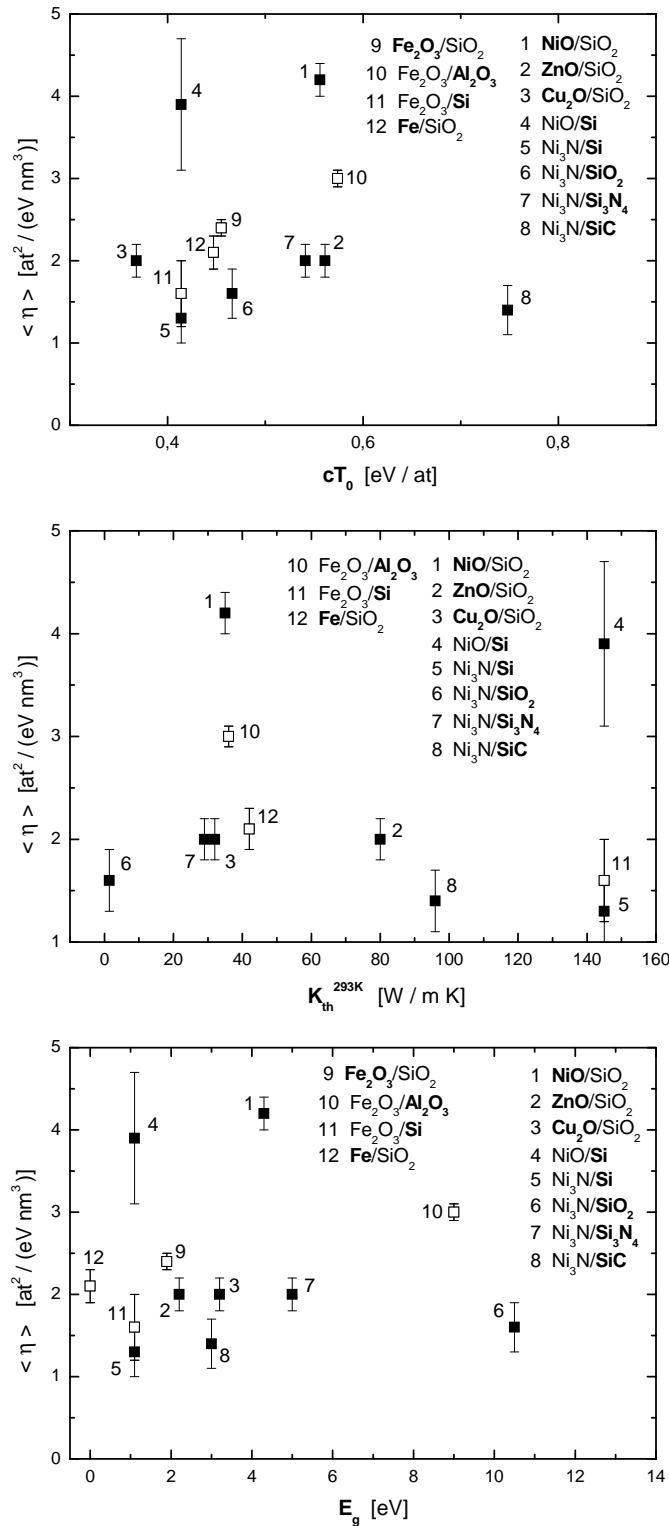 5
4
3
2
1
0
< η > [at² / (eV nm³)]
0,4
0,6
0,8
cT₀ [eV / at]
9 Fe₂O₃/SiO₂
10 Fe₂O₃/Al₂O₃
11 Fe₂O₃/Si
12 Fe/SiO₂
1 NiO/SiO₂
2 ZnO/SiO₂
3 Cu₂O/SiO₂
4 NiO/Si
5 Ni₃N/Si
6 Ni₃N/SiO₂
7 Ni₃N/Si₃N₄
8 Ni₃N/SiC
4
1
10
9
3
12
7
2
11
6
5
8
5
4
3
2
1
< η > [at² / (eV nm³)]
0
20
40
60
80
100
120
140
160
K_th^293K [W / m K]
10 Fe₂O₃/Al₂O₃
11 Fe₂O₃/Si
12 Fe/SiO₂
1 NiO/SiO₂
2 ZnO/SiO₂
3 Cu₂O/SiO₂
4 NiO/Si
5 Ni₃N/Si
6 Ni₃N/SiO₂
7 Ni₃N/Si₃N₄
8 Ni₃N/SiC
1
4
10
12
2
7
3
6
8
11
5
5
4
3
2
1
0
< η > [at² / (eV nm³)]
0
2
4
6
8
10
12
14
E_g [eV]
9 Fe₂O₃/SiO₂
10 Fe₂O₃/Al₂O₃
11 Fe₂O₃/Si
12 Fe/SiO₂
1 NiO/SiO₂
2 ZnO/SiO₂
3 Cu₂O/SiO₂
4 NiO/Si
5 Ni₃N/Si
6 Ni₃N/SiO₂
7 Ni₃N/Si₃N₄
8 Ni₃N/SiC
1
4
10
12
9
3
7
2
11
6
5
8